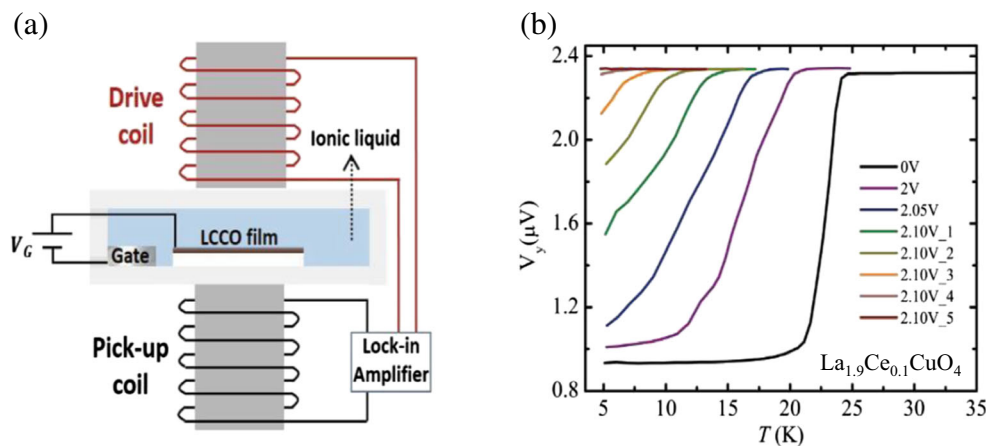 (a)
Drive
coil
Ionic liquid
V_G
LCCO film
Gate
Pick-up
coil
Lock-in
Amplifier
(b)
2.4
2.0
1.6
1.2
0.8
V_y (μV)
0V
2V
2.05V
2.10V_1
2.10V_2
2.10V_3
2.10V_4
2.10V_5
La₁.₉Ce₀.₁CuO₄
5 10 15 20 25 30 35
T (K)